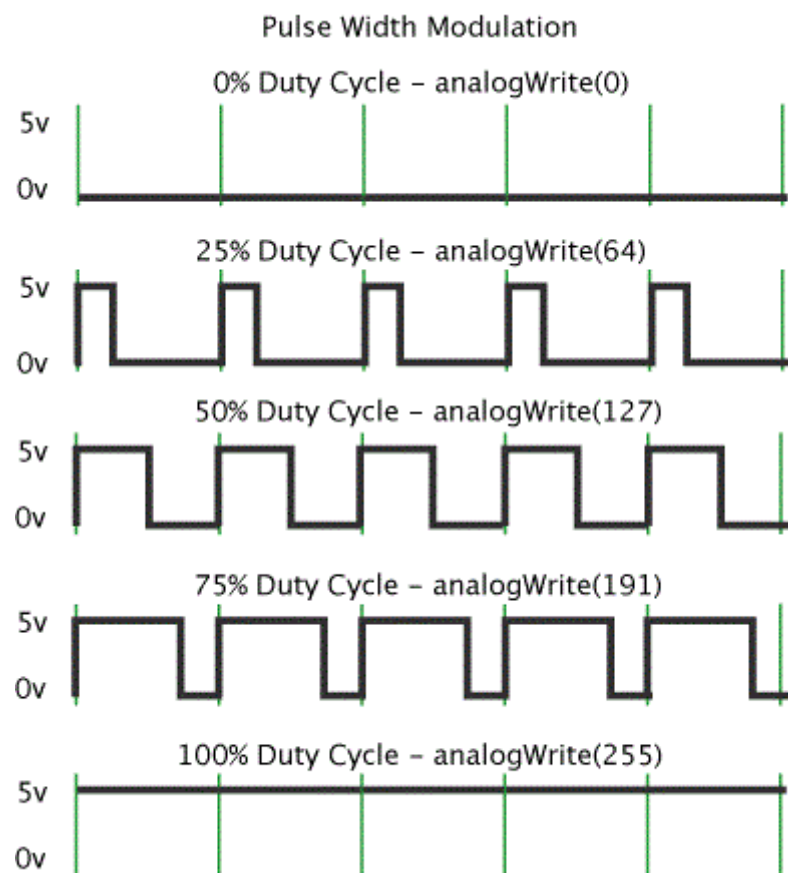 Pulse Width Modulation
0% Duty Cycle – analogWrite(0)
5v
0v
25% Duty Cycle – analogWrite(64)
5v
0v
50% Duty Cycle – analogWrite(127)
5v
0v
75% Duty Cycle – analogWrite(191)
5v
0v
100% Duty Cycle – analogWrite(255)
5v
0v